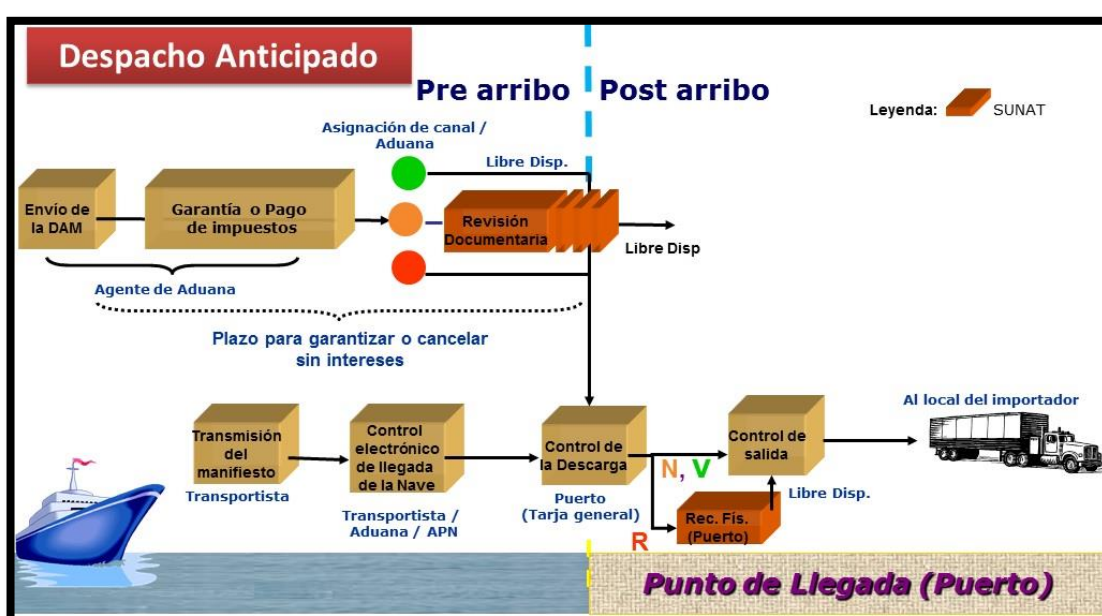 Despacho Anticipado
Pre arribo
Post arribo
Leyenda:
SUNAT
Asignación de canal /
Aduana
Libre Disp.
Envío de
la DAM
Garantía o Pago
de impuestos
Revisión
Documentaria
Libre Disp
Agente de Aduana
Plazo para garantizar o cancelar
sin intereses
Transmisión
del
manifiesto
Transportista
Control
electrónico
de llegada
de la Nave
Transportista /
Aduana / APN
Control de
la Descarga
Puerto
(Tarja general)
N, V
R
Rec. Fís.
(Puerto)
Control de
salida
Libre Disp.
Al local del importador
Punto de Llegada (Puerto)